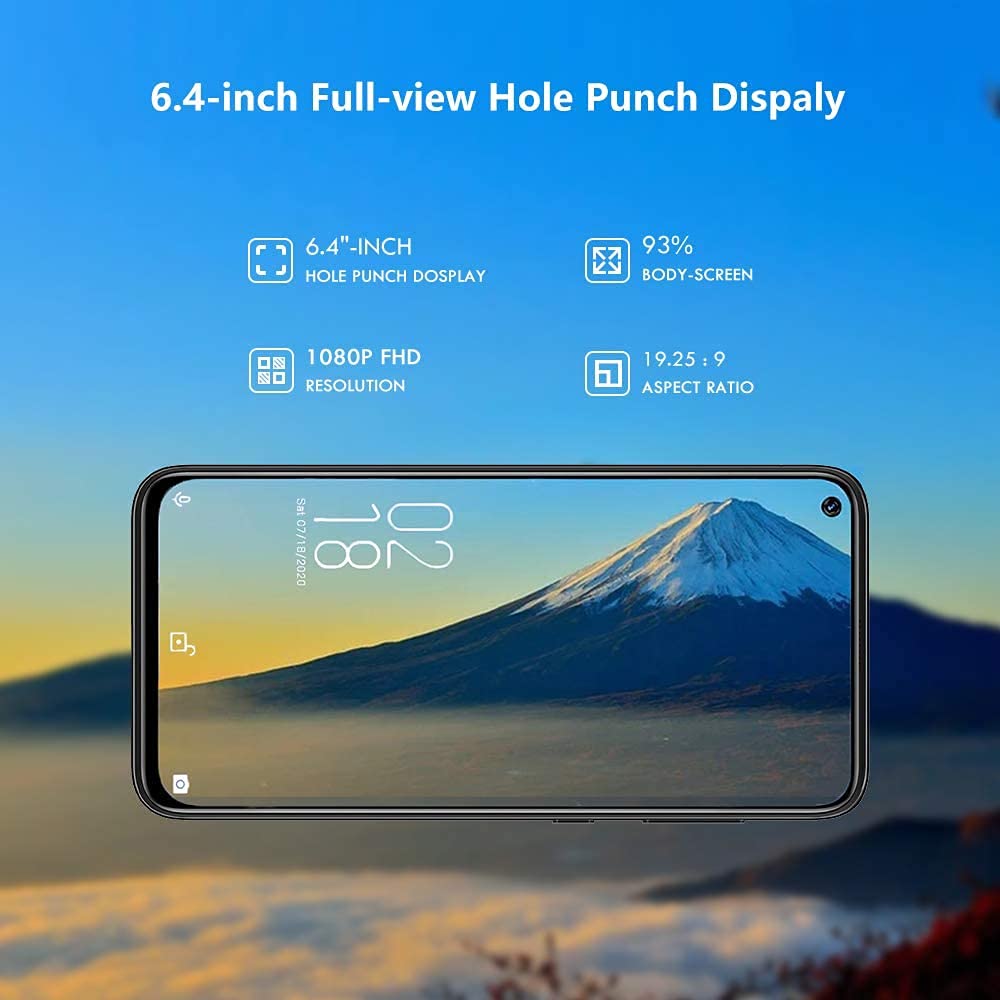 6.4-inch Full-view Hole Punch Dispaly
6.4"-INCH
HOLE PUNCH DOSPLAY
93%
BODY-SCREEN
1080P FHD
RESOLUTION
19.25 : 9
ASPECT RATIO
02
18
Sat 07/18/2020